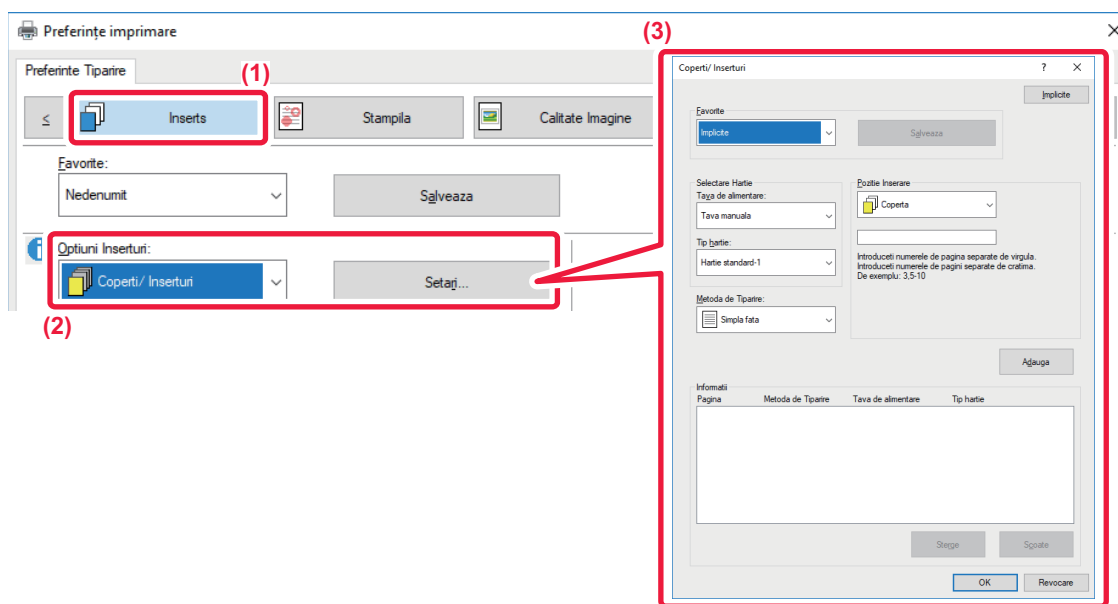 Preferințe imprimare
Preferinte Tiparire
(1)
≤
Inserts
Stampila
Calitate Imagine
Favorite:
Nedenumit
Salveaza
Optiuni Inserturi:
Coperti/ Inserturi
Setari...
(2)
(3)
Coperti/ Inserturi
?
Implicite
Favorite
Implicite
Salveaza
Selectare Hartie
Tava de alimentare:
Tava manuala
Tip hartie:
Hartie standard-1
Metoda de Tiparire:
Simpla fata
Pozitie Inserare
Coperta
Introduceti numerele de pagina separate de virgula.
Introduceti numerele de pagini separate de cratima.
De exemplu: 3,5-10
Adauga
Informatii
Pagina Metoda de Tiparire Tava de alimentare Tip hartie
Sterge
Scoate
OK
Revocare